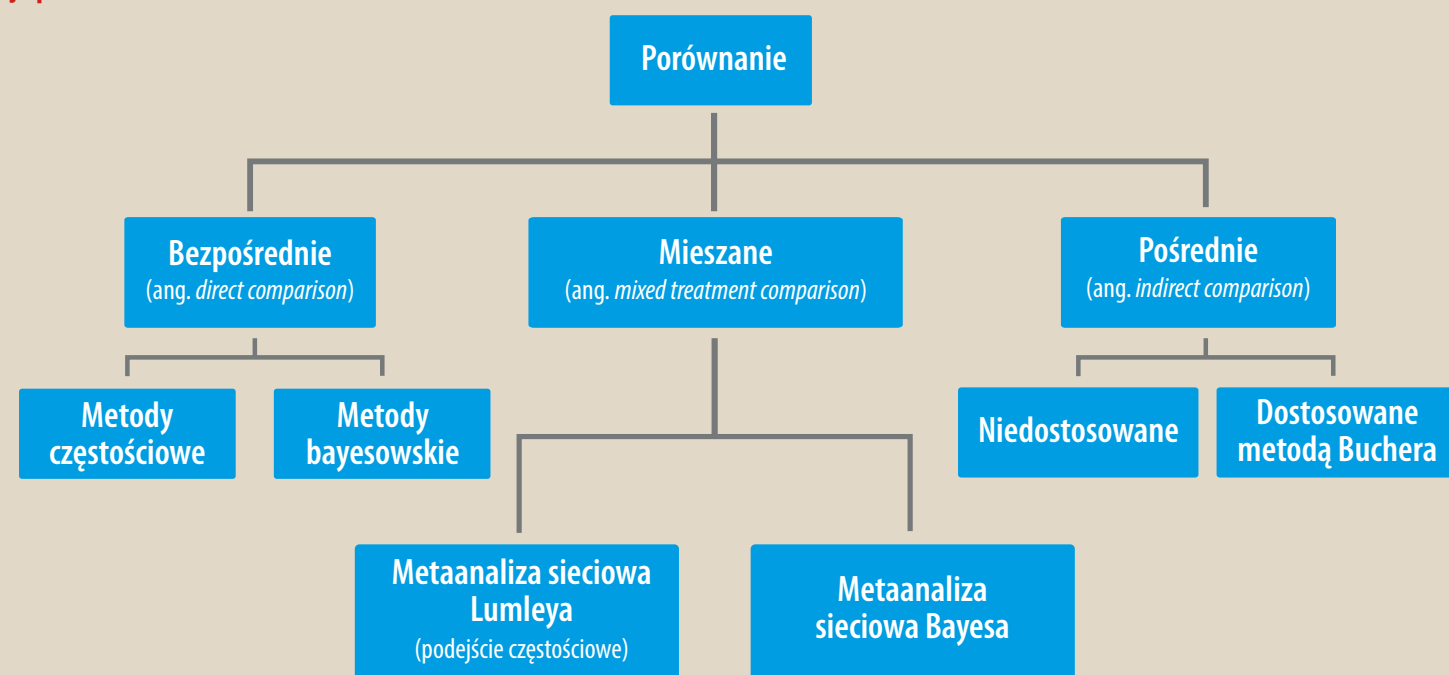 Porównanie
Bezpośrednie
(ang. direct comparison)
Mieszane
(ang. mixed treatment comparison)
Pośrednie
(ang. indirect comparison)
Metody
częstościowe
Metody
bayesowskie
Niedostosowane
Dostosowane
metodą Buchera
Metaanaliza sieciowa
Lumleya
(podejście częstościowe)
Metaanaliza
sieciowa Bayesa